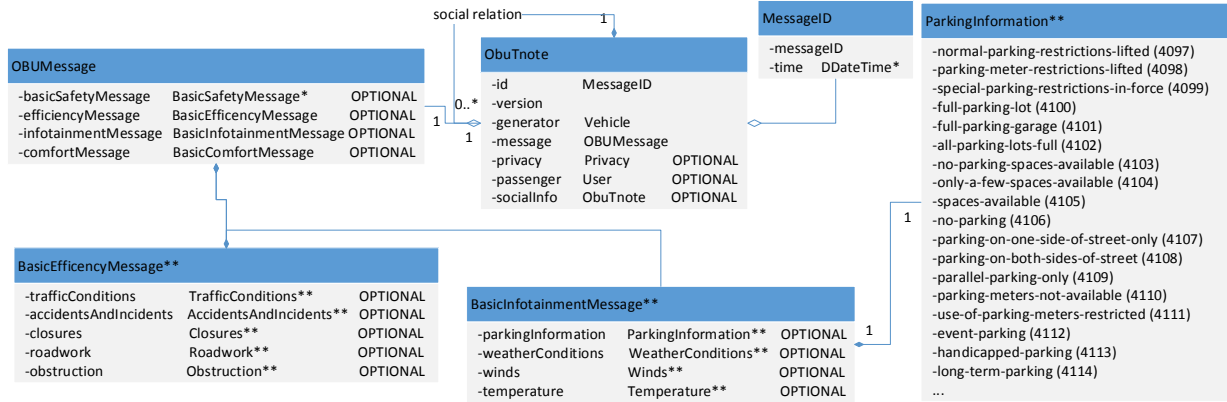 social relation
1
OBUMessage
-basicSafetyMessage BasicSafetyMessage* OPTIONAL
-efficiencyMessage BasicEfficencyMessage OPTIONAL
-infotainmentMessage BasicInfotainmentMessage OPTIONAL
-comfortMessage BasicComfortMessage OPTIONAL
1
0..*
1
ObuTnote
-id MessageID
-version
-generator Vehicle
-message OBUMessage
-privacy Privacy OPTIONAL
-passenger User OPTIONAL
-socialInfo ObuTnote OPTIONAL
MessageID
-messageID
-time DDateTime*
ParkingInformation**
-normal-parking-restrictions-lifted (4097)
-parking-meter-restrictions-lifted (4098)
-special-parking-restrictions-in-force (4099)
-full-parking-lot (4100)
-full-parking-garage (4101)
-all-parking-lots-full (4102)
-no-parking-spaces-available (4103)
-only-a-few-spaces-available (4104)
-spaces-available (4105)
-no-parking (4106)
-parking-on-one-side-of-street-only (4107)
-parking-on-both-sides-of-street (4108)
-parallel-parking-only (4109)
-parking-meters-not-available (4110)
-use-of-parking-meters-restricted (4111)
-event-parking (4112)
-handicapped-parking (4113)
-long-term-parking (4114)
...
1
BasicEfficencyMessage**
-trafficConditions TrafficConditions** OPTIONAL
-accidentsAndIncidents AccidentsAndIncidents** OPTIONAL
-closures Closures** OPTIONAL
-roadwork Roadwork** OPTIONAL
-obstruction Obstruction** OPTIONAL
BasicInfotainmentMessage**
-parkingInformation ParkingInformation** OPTIONAL
-weatherConditions WeatherConditions** OPTIONAL
-winds Winds** OPTIONAL
-temperature Temperature** OPTIONAL
1